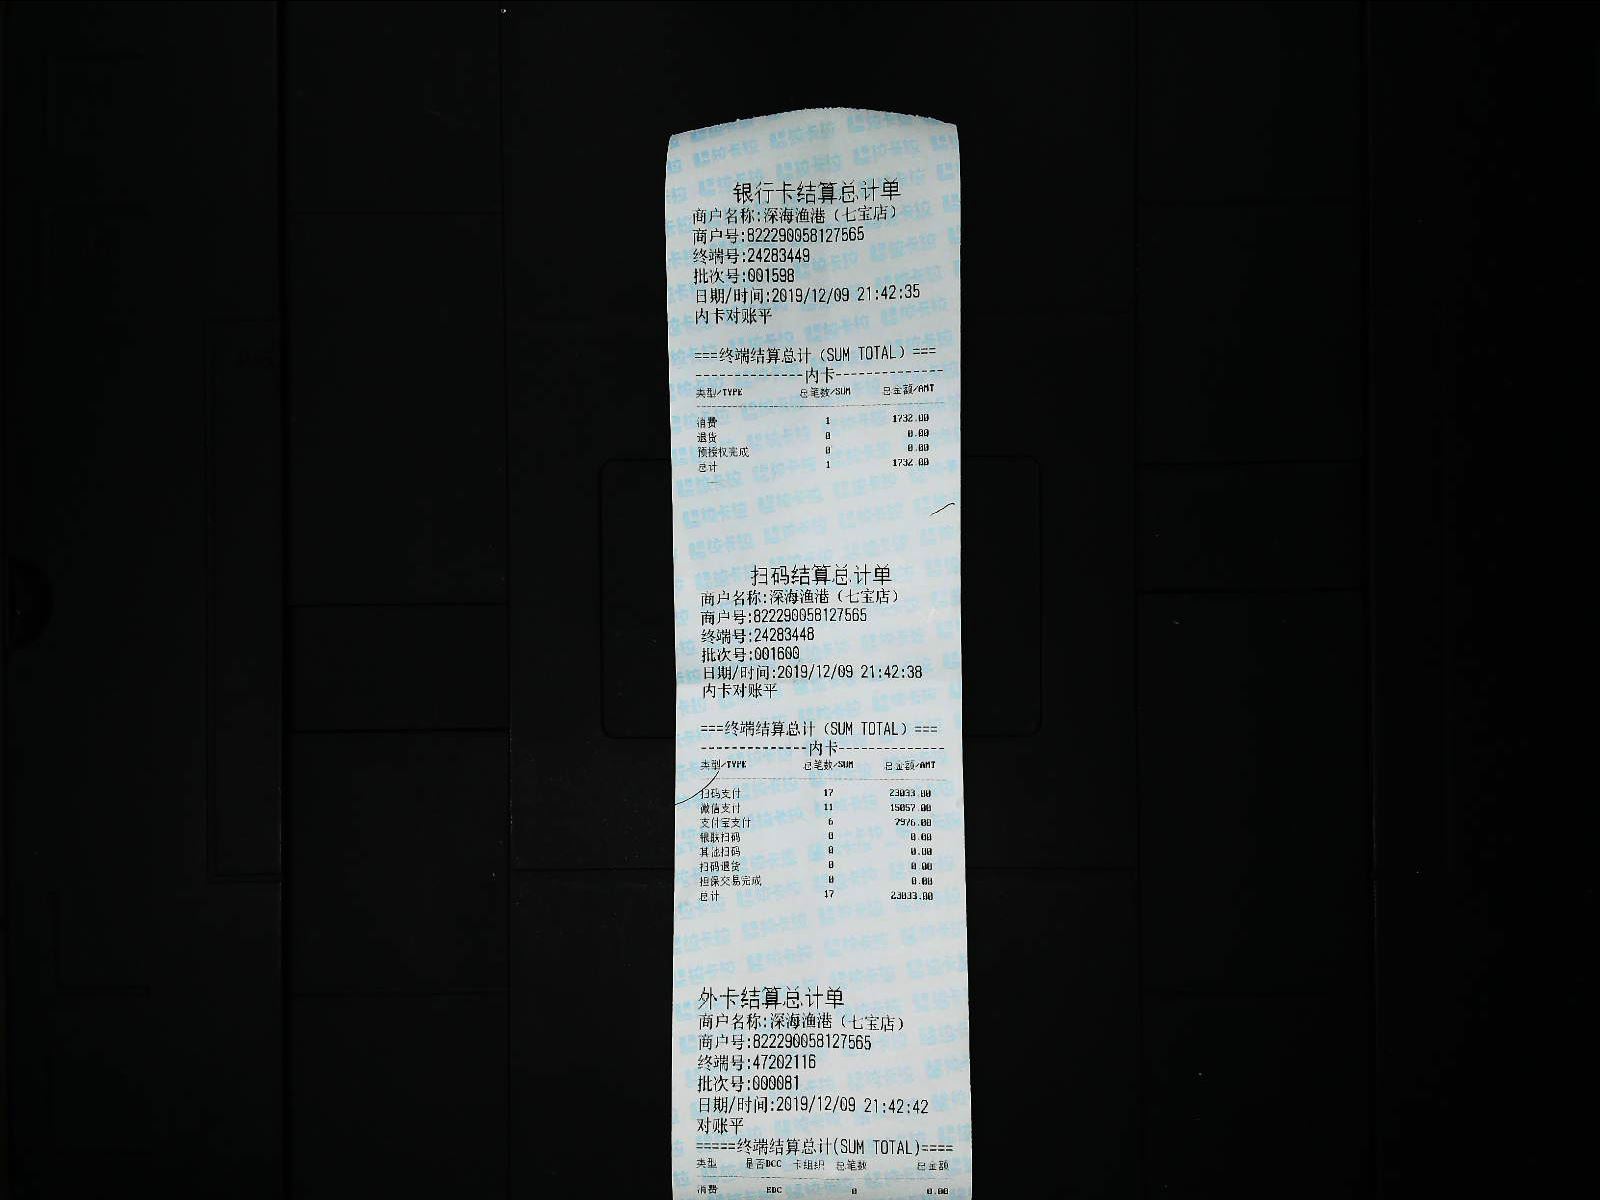 银行卡结算总计单
商户名称:深海渔港（七宝店）
商户号:822290058127565
终端号:24283449
批次号:001598
日期/时间:2019/12/09 21:42:35
内卡对账平
===终端结算总计（SUM TOTAL）===
--------------内卡--------------
类型/TYPE 总笔数/SUM 总金额/AMT
消费 1 1732.00
退货 0 0.00
预授权完成 0 0.00
总计 1 1732.00
扫码结算总计单
商户名称:深海渔港（七宝店）
商户号:822290058127565
终端号:24283448
批次号:001600
日期/时间:2019/12/09 21:42:38
内卡对账平
===终端结算总计（SUM TOTAL）===
--------------内卡--------------
类型/TYPE 总笔数/SUM 总金额/AMT
扫码支付 17 23033.00
微信支付 11 15057.00
支付宝支付 6 7976.00
银联扫码 0 0.00
其他扫码 0 0.00
扫码退货 0 0.00
担保交易完成 0 0.00
总计 17 23033.00
外卡结算总计单
商户名称:深海渔港（七宝店）
商户号:822290058127565
终端号:47202116
批次号:000081
日期/时间:2019/12/09 21:42:42
对账平
=====终端结算总计(SUM TOTAL)====
类型 是否DCC 卡组织 总笔数 总金额
消费 EDC 0 0.00